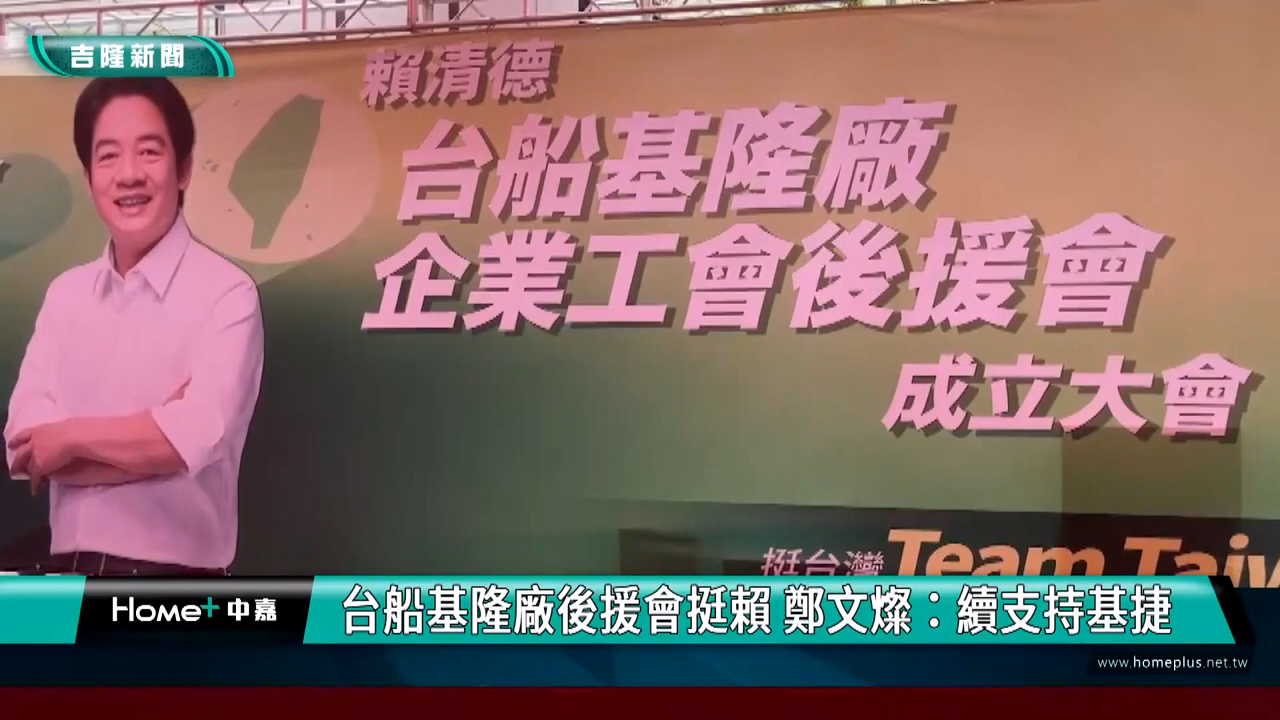 吉隆新聞
賴清德
台船基隆廠
企業工會後援會
成立大會
挺台灣 Team
Home+ 中嘉
台船基隆廠後援會挺賴 鄭文燦：續支持基捷
www.homeplus.net.tw